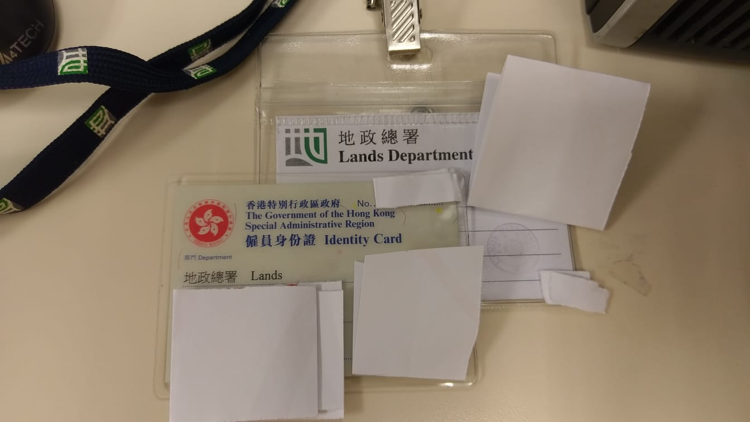 A4TECH
地政總署
Lands Department
香港特別行政區政府 No.
The Government of the Hong Kong
Special Administrative Region
僱員身份證 Identity Card
部門 Department
地政總署 Lands